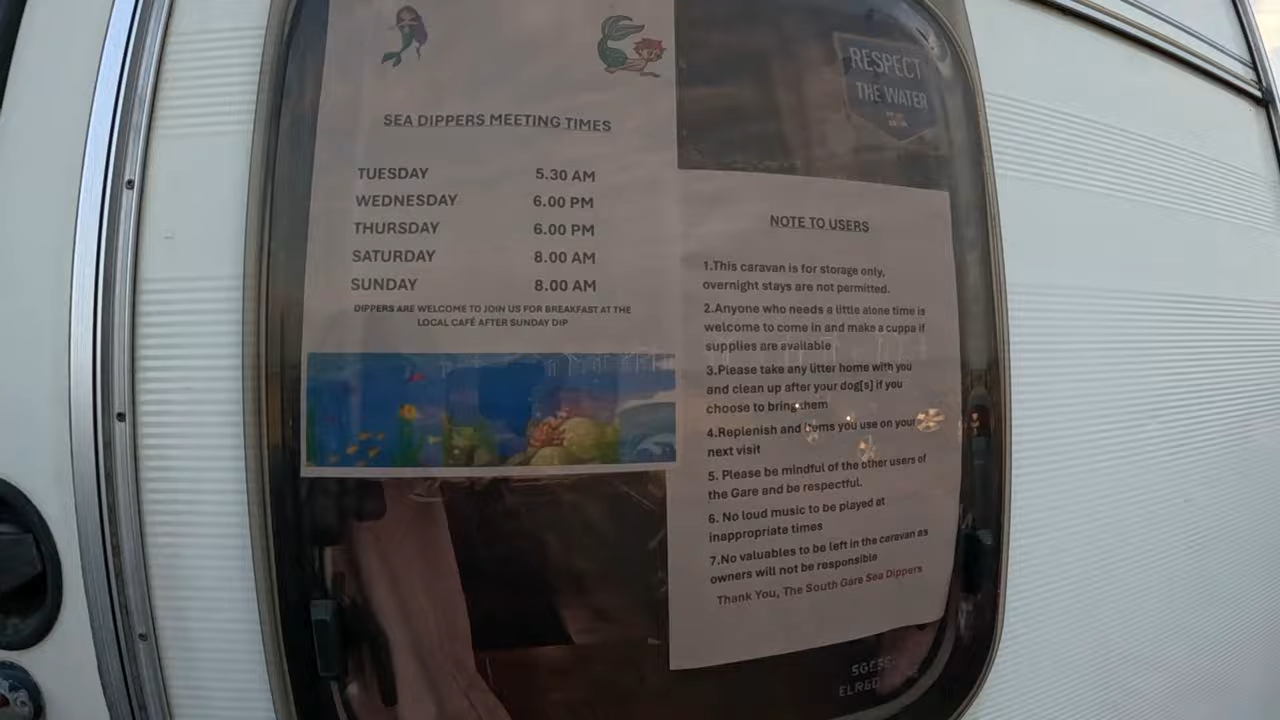 SEA DIPPERS MEETING TIMES
TUESDAY 5.30 AM
WEDNESDAY 6.00 PM
THURSDAY 6.00 PM
SATURDAY 8.00 AM
SUNDAY 8.00 AM
DIPPERS ARE WELCOME TO JOIN US FOR BREAKFAST AT THE
LOCAL CAFÉ AFTER SUNDAY DIP
RESPECT
THE WATER
NOTE TO USERS
1.This caravan is for storage only,
overnight stays are not permitted.
2.Anyone who needs a little alone time is
welcome to come in and make a cuppa if
supplies are available
3.Please take any litter home with you
and clean up after your dog[s] if you
choose to bring them
4.Replenish and items you use on your
next visit
5. Please be mindful of the other users of
the Gare and be respectful.
6. No loud music to be played at
inappropriate times
7.No valuables to be left in the caravan as
owners will not be responsible
Thank You, The South Gare Sea Dippers